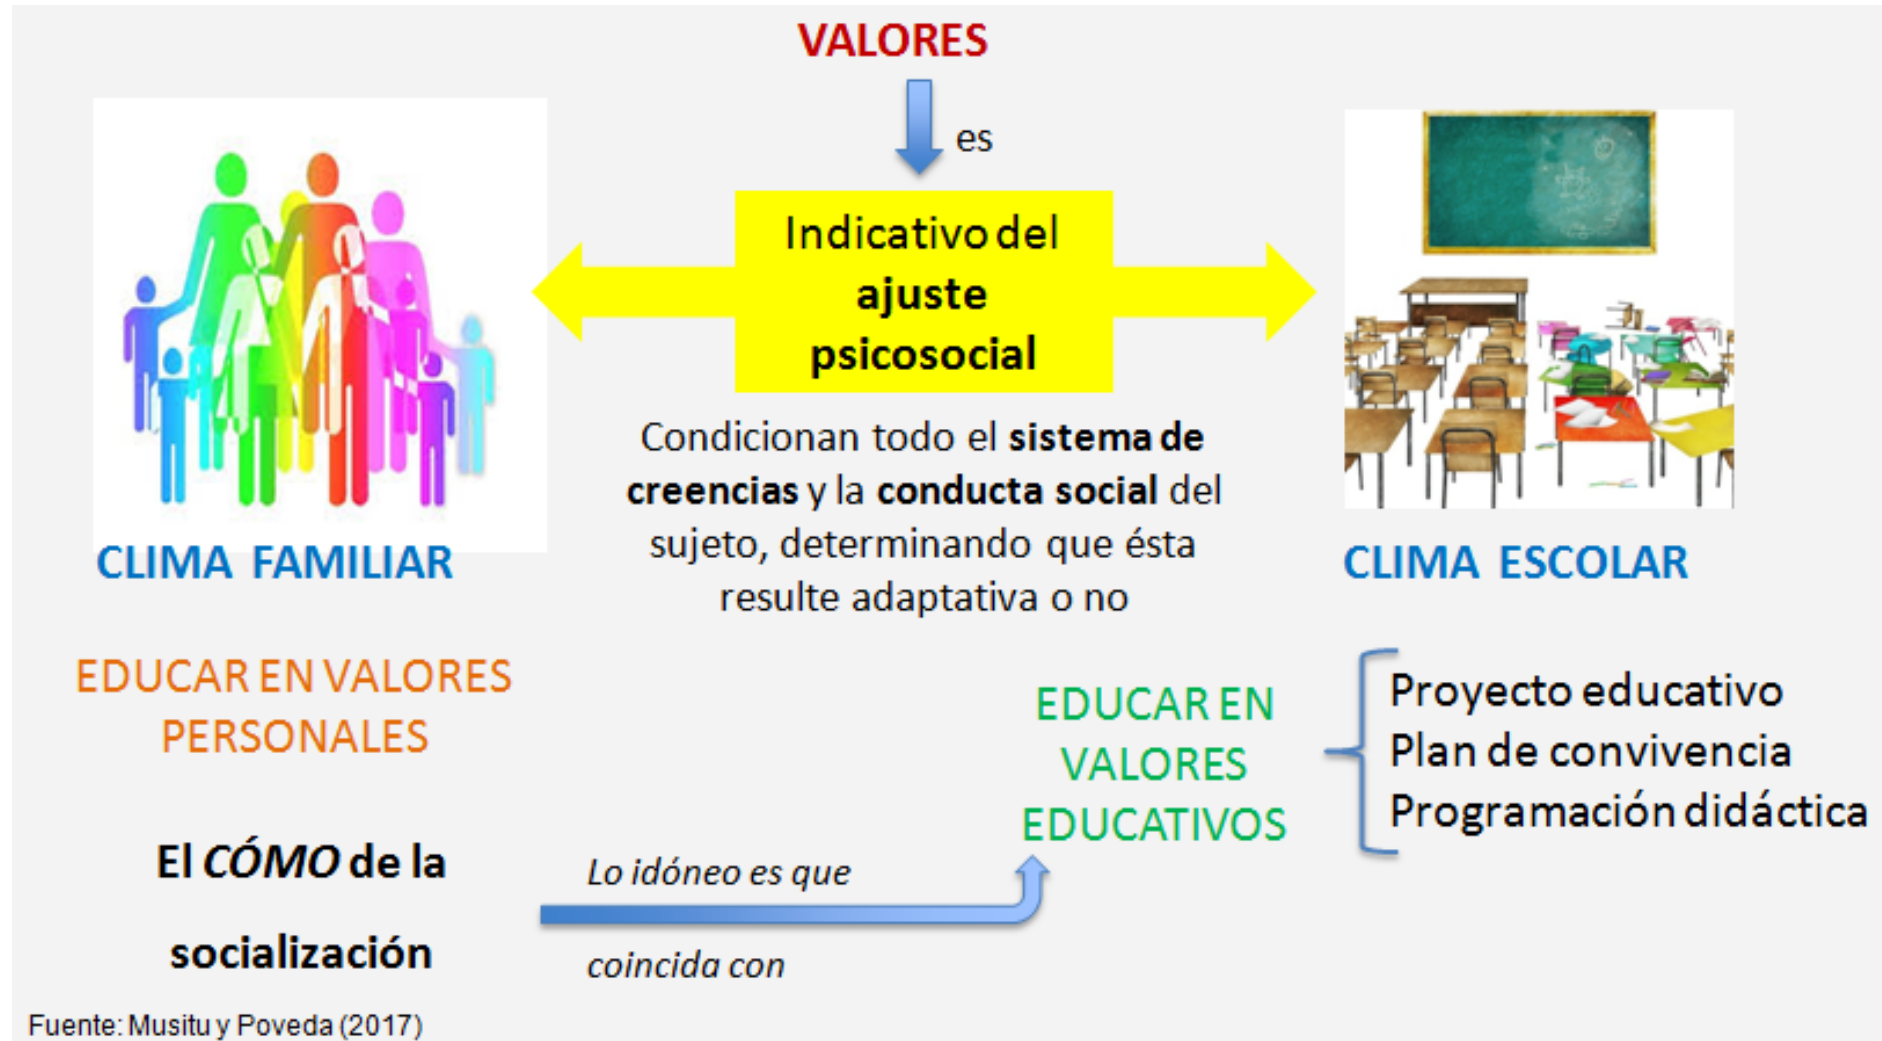 VALORES
es
Indicativo del
ajuste
psicosocial
Condicionan todo el sistema de
creencias y la conducta social del
sujeto, determinando que ésta
resulte adaptativa o no
CLIMA FAMILIAR
CLIMA ESCOLAR
EDUCAR EN VALORES
PERSONALES
El CÓMO de la
socialización
Lo idóneo es que
coincida con
EDUCAR EN
VALORES
EDUCATIVOS
Proyecto educativo
Plan de convivencia
Programación didáctica
Fuente: Musitu y Poveda (2017)